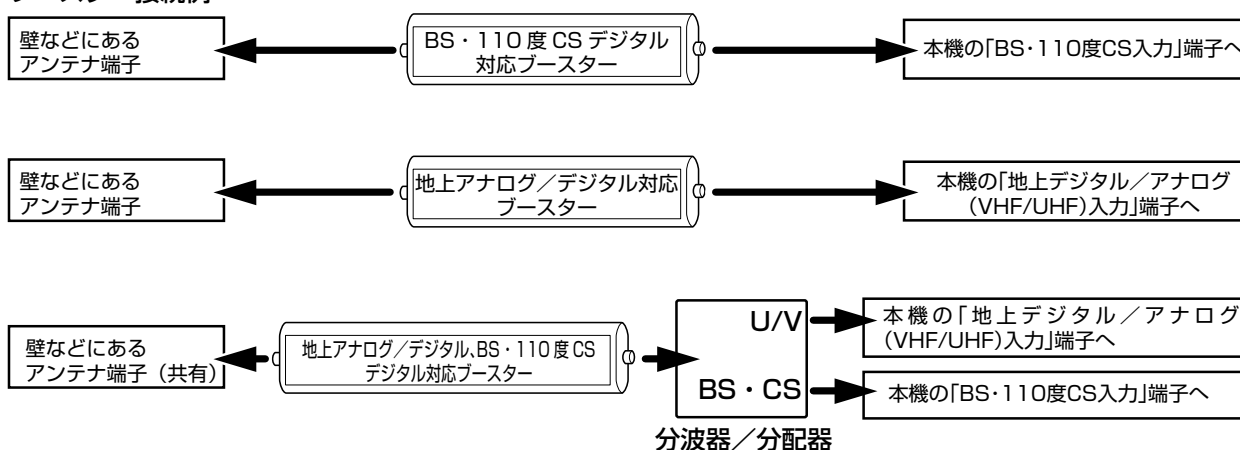 壁などにある
アンテナ端子
BS・110度CSデジタル
対応ブースター
本機の「BS・110度CS入力」端子へ
壁などにある
アンテナ端子
地上アナログ／デジタル対応
ブースター
本機の「地上デジタル／アナログ
(VHF/UHF)入力」端子へ
壁などにある
アンテナ端子（共有）
地上アナログ／デジタル、BS・110度CS
デジタル対応ブースター
U/V
BS・CS
分波器／分配器
本機の「地上デジタル／アナログ
(VHF/UHF)入力」端子へ
本機の「BS・110度CS入力」端子へ